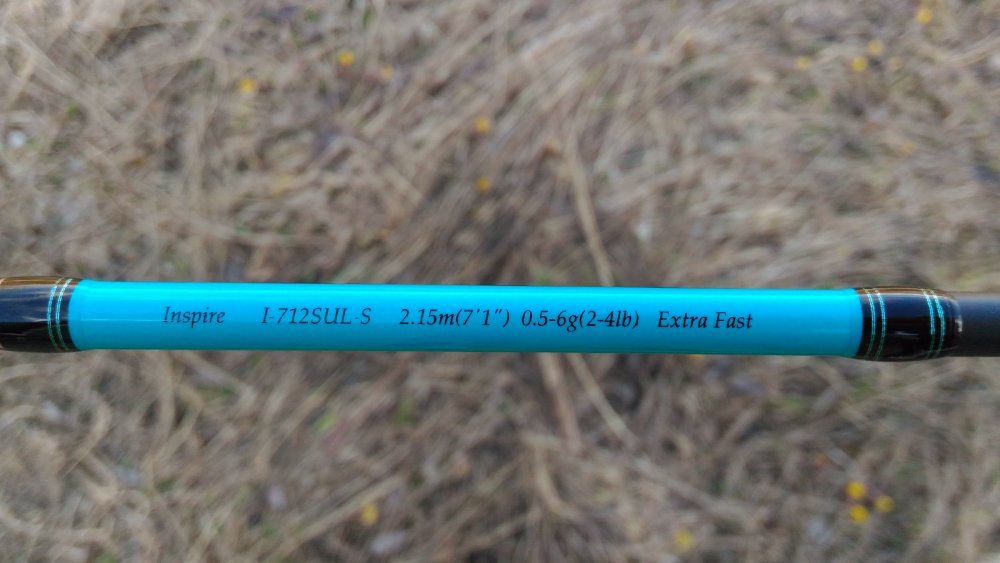 Inspire I-712SUL-S 2.15m(7'1") 0.5-6g(2-4lb) Extra Fast